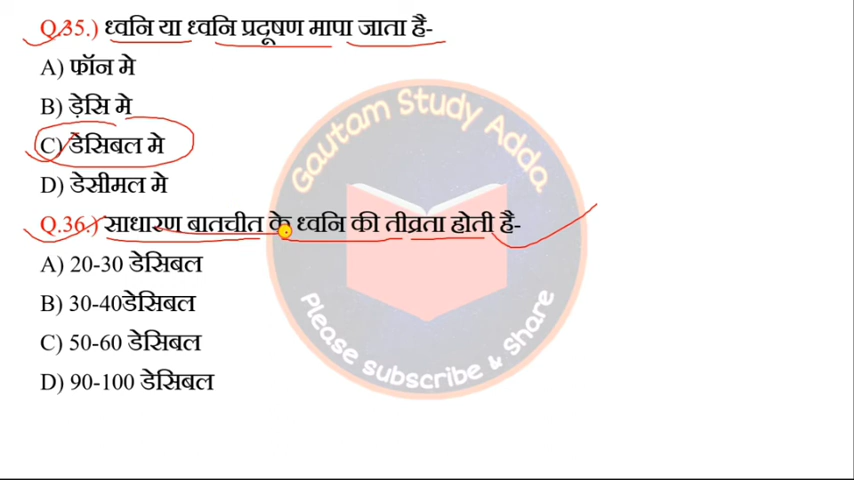 Q.35.) ध्वनि या ध्वनि प्रदूषण मापा जाता है-
A) फॉन मे
B) ड़ेसि मे
C) डेसिबल मे
D) डेसीमल मे
Q.36.) साधारण बातचीत के ध्वनि की तीव्रता होती है-
A) 20-30 डेसिबल
B) 30-40डेसिबल
C) 50-60 डेसिबल
D) 90-100 डेसिबल
Gautam Study Adda
Please subscribe & share